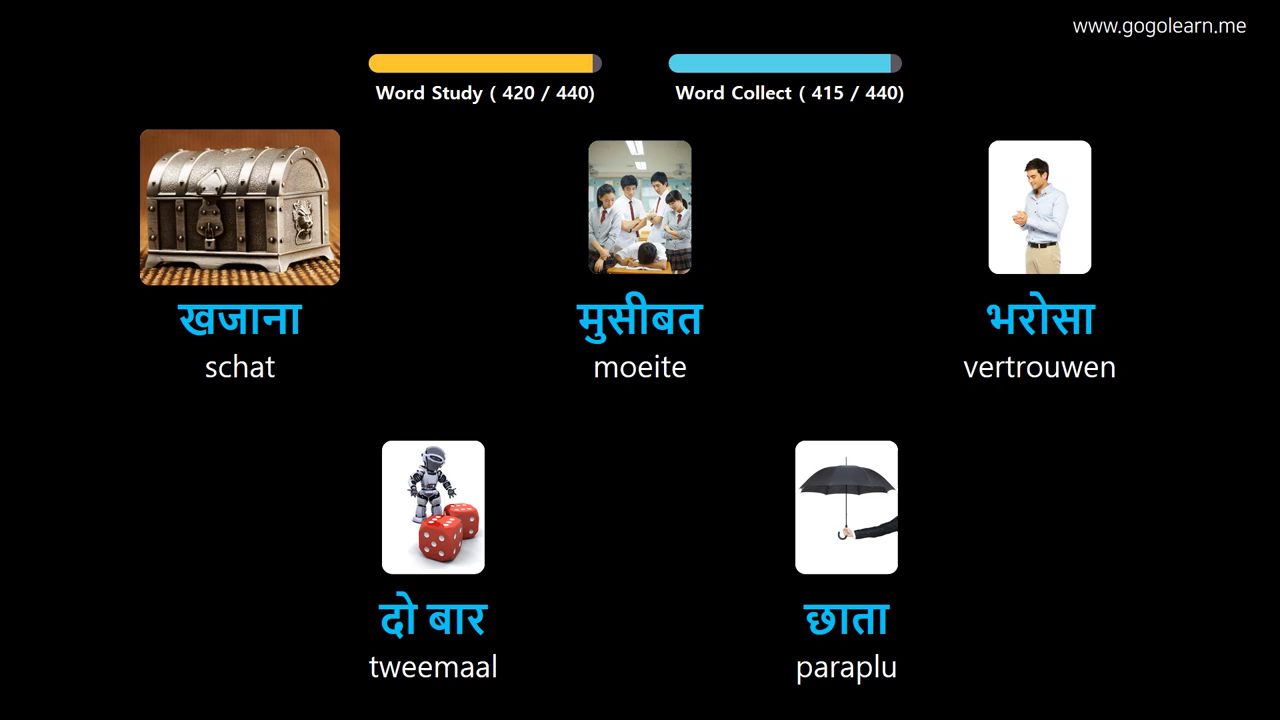 www.gogolearn.me
Word Study ( 420 / 440)
Word Collect ( 415 / 440)
खजाना
schat
मुसीबत
moeite
भरोसा
vertrouwen
दो बार
tweemaal
छाता
paraplu